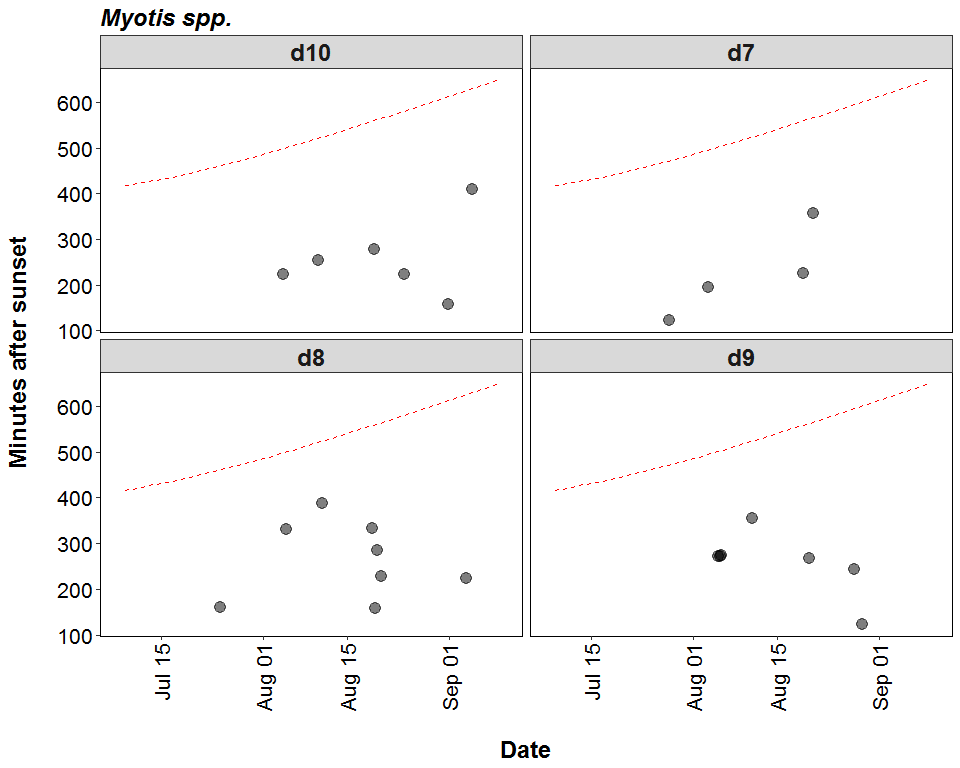 Myotis spp.
d10
d7
600
500
400
300
200
100
d8
d9
600
500
400
300
200
100
Jul 15
Aug 01
Aug 15
Sep 01
Jul 15
Aug 01
Aug 15
Sep 01
Minutes after sunset
Date